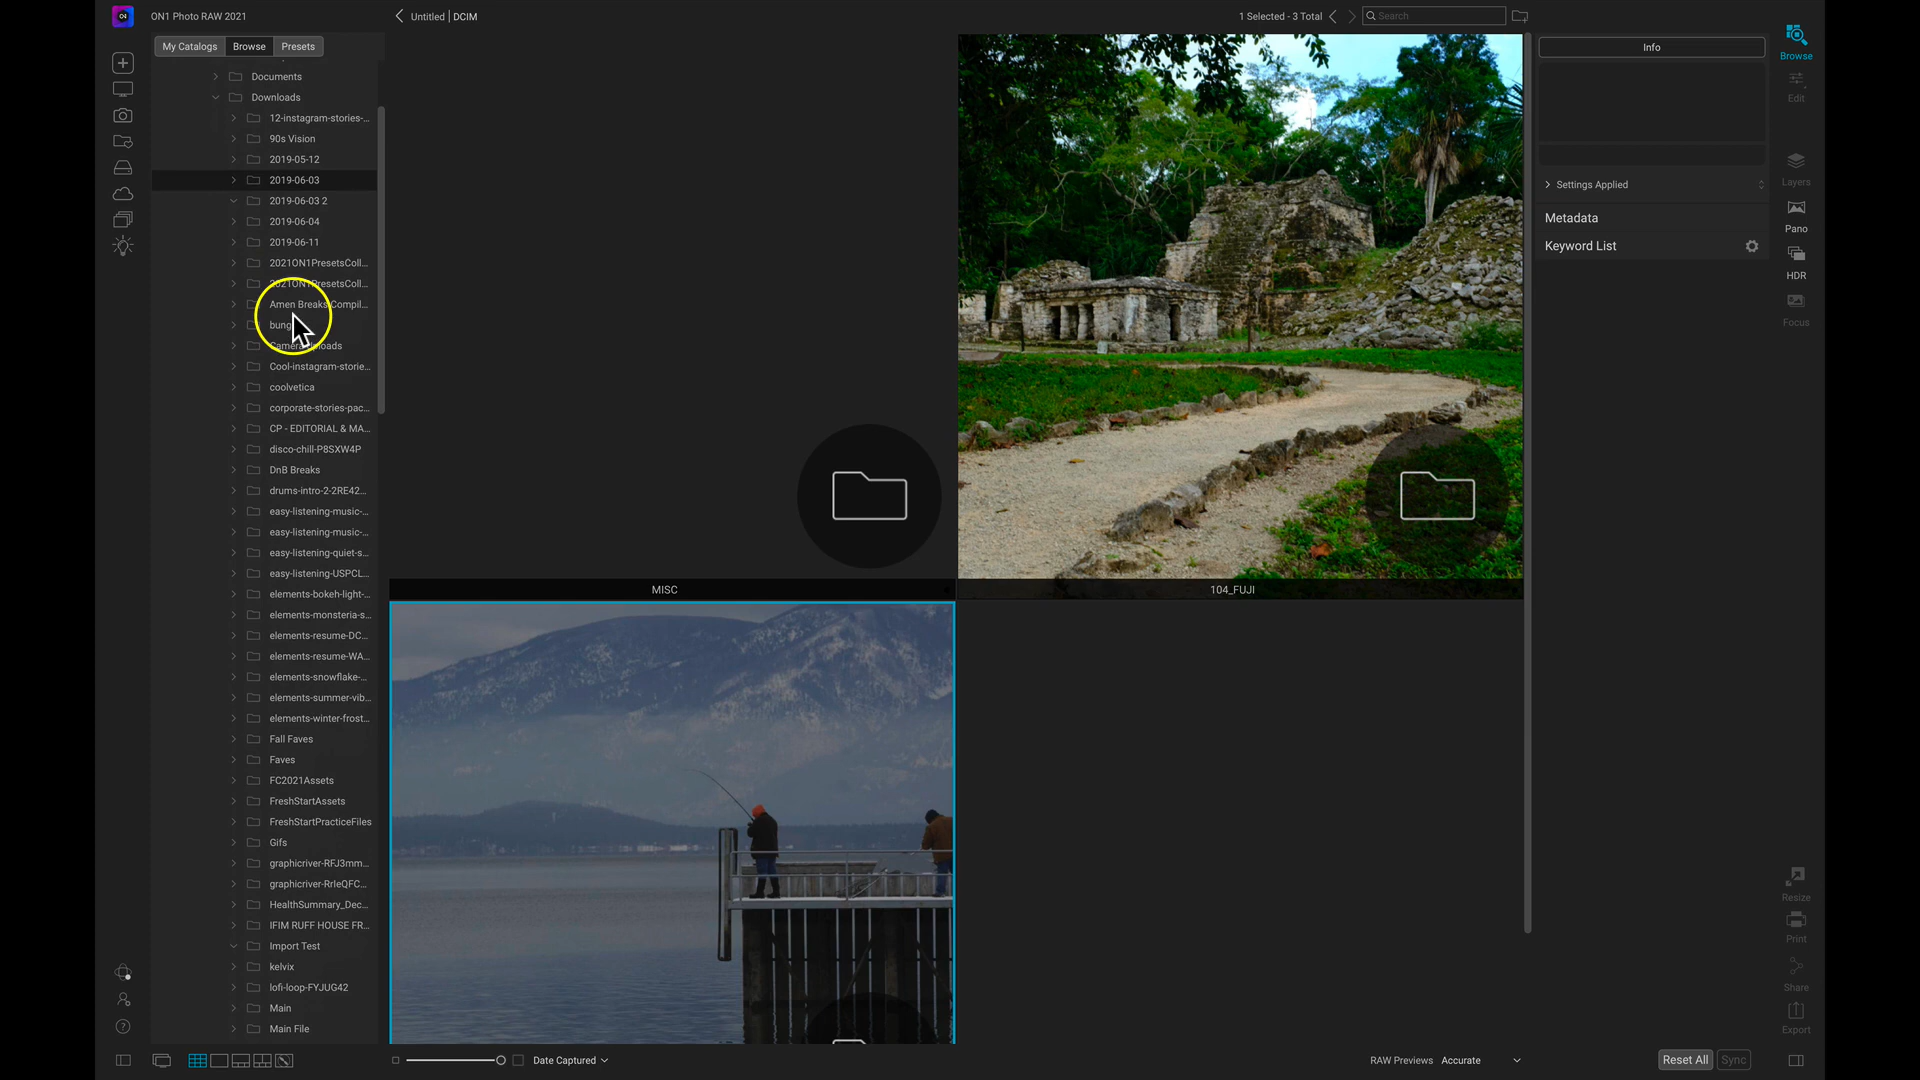 ON1 Photo RAW 2021
Untitled | DCIM
1 Selected - 3 Total
Search
My Catalogs
Browse
Presets
Documents
Downloads
12-instagram-stories-...
90s Vision
2019-05-12
2019-06-03
2019-06-03 2
2019-06-04
2019-06-11
2021ON1PresetsColl...
2021ON1PresetsColl...
Amen Breaks Compil...
bung
Camera Uploads
Cool-instagram-storie...
coolvetica
corporate-stories-pac...
CP - EDITORIAL & MA...
disco-chill-P8SXW4P
DnB Breaks
drums-intro-2-2RE42...
easy-listening-music-...
easy-listening-music-...
easy-listening-quiet-s...
easy-listening-USPCL...
elements-bokeh-light-...
elements-monsteria-s...
elements-resume-DC...
elements-resume-WA...
elements-snowflake-...
elements-summer-vib...
elements-winter-frost...
Fall Faves
Faves
FC2021Assets
FreshStartAssets
FreshStartPracticeFiles
Gifs
graphicriver-RFJ3mm...
graphicriver-RrleQFC...
HealthSummary_Dec...
IFIM RUFF HOUSE FR...
Import Test
kelvix
lofi-loop-FYJUG42
Main
Main File
MISC
104_FUJI
Date Captured
RAW Previews Accurate
Info
Settings Applied
Metadata
Keyword List
Reset All
Sync
Browse
Edit
Layers
Pano
HDR
Focus
Resize
Print
Share
Export